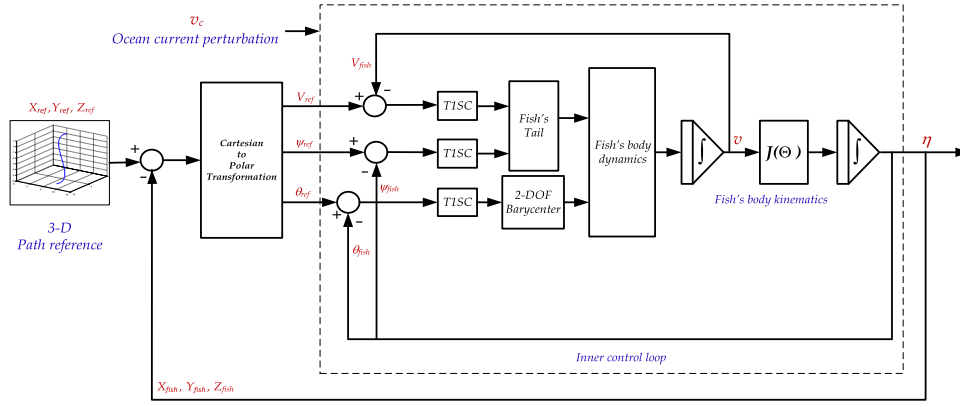 v_c
Ocean current perturbation
X_ref, Y_ref, Z_ref
3-D
Path reference
+
−
Cartesian
to
Polar
Transformation
V_ref
ψ_ref
θ_ref
V_fish
+
−
+
−
ψ_fish
+
−
θ_fish
T1SC
T1SC
T1SC
Fish's
Tail
2-DOF
Barycenter
Fish's body
dynamics
∫
v
J(Θ)
∫
η
Fish's body kinematics
Inner control loop
X_fish, Y_fish, Z_fish